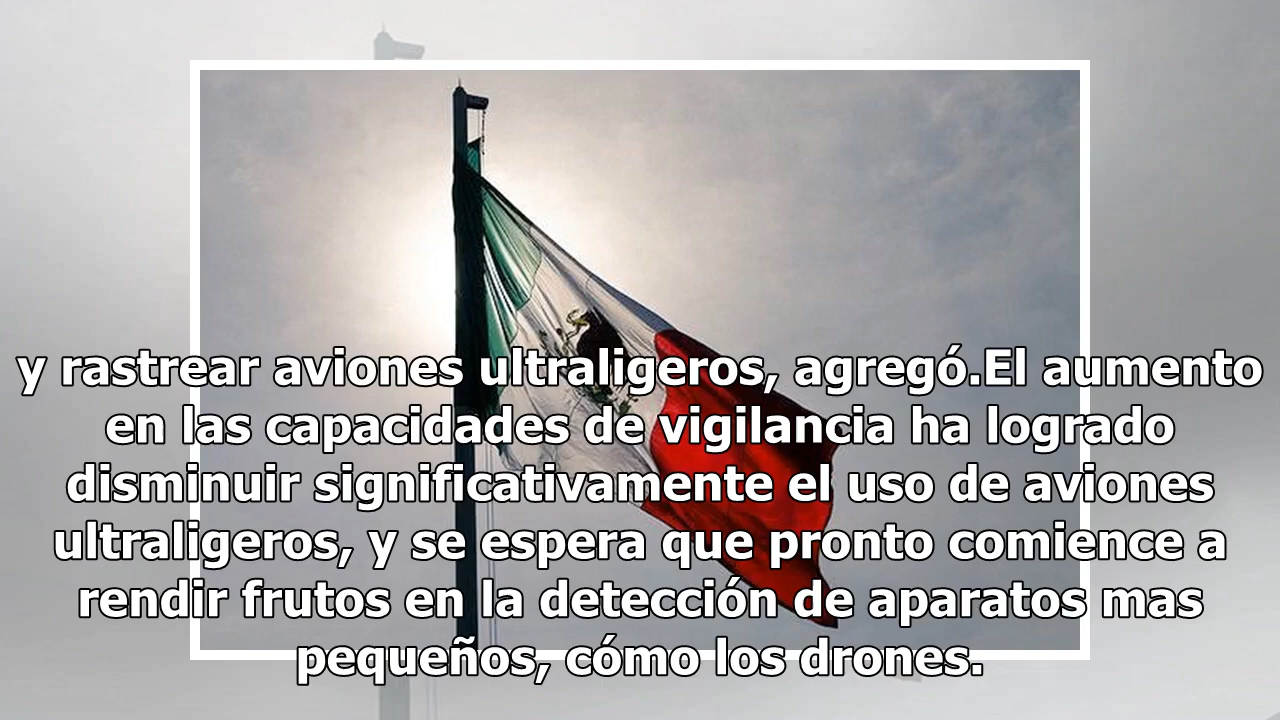 y rastrear aviones ultraligeros, agregó.El aumento
en las capacidades de vigilancia ha logrado
disminuir significativamente el uso de aviones
ultraligeros, y se espera que pronto comience a
rendir frutos en la detección de aparatos mas
pequeños, cómo los drones.